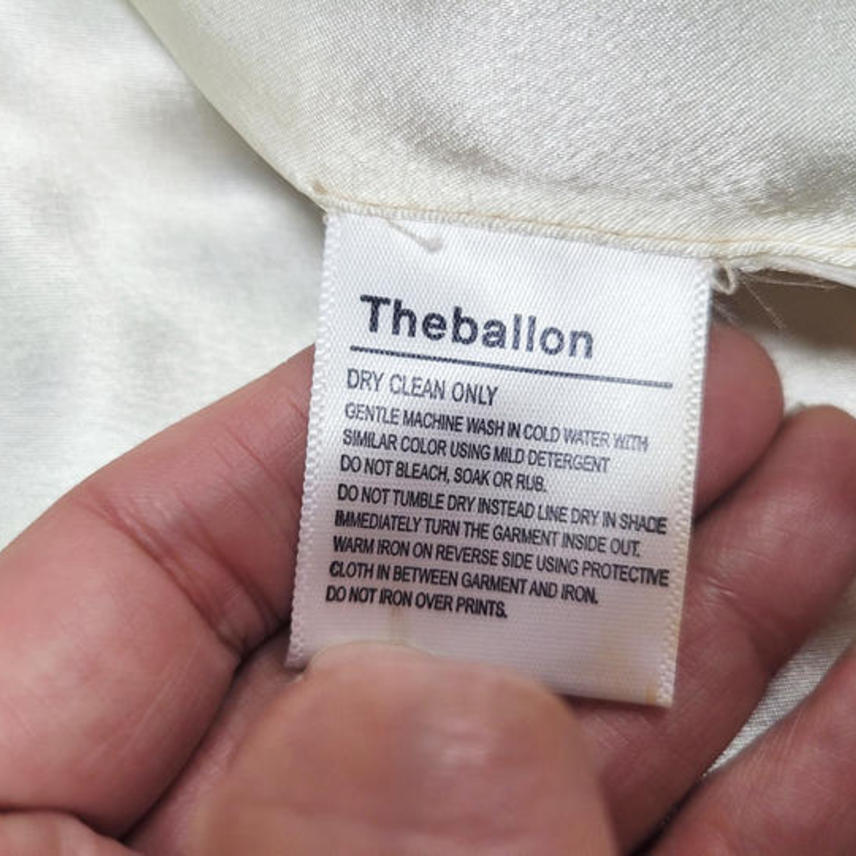 Theballon
DRY CLEAN ONLY
GENTLE MACHINE WASH IN COLD WATER WITH
SIMILAR COLOR USING MILD DETERGENT
DO NOT BLEACH, SOAK OR RUB.
DO NOT TUMBLE DRY INSTEAD LINE DRY IN SHADE
IMMEDIATELY TURN THE GARMENT INSIDE OUT.
WARM IRON ON REVERSE SIDE USING PROTECTIVE
CLOTH IN BETWEEN GARMENT AND IRON.
DO NOT IRON OVER PRINTS.